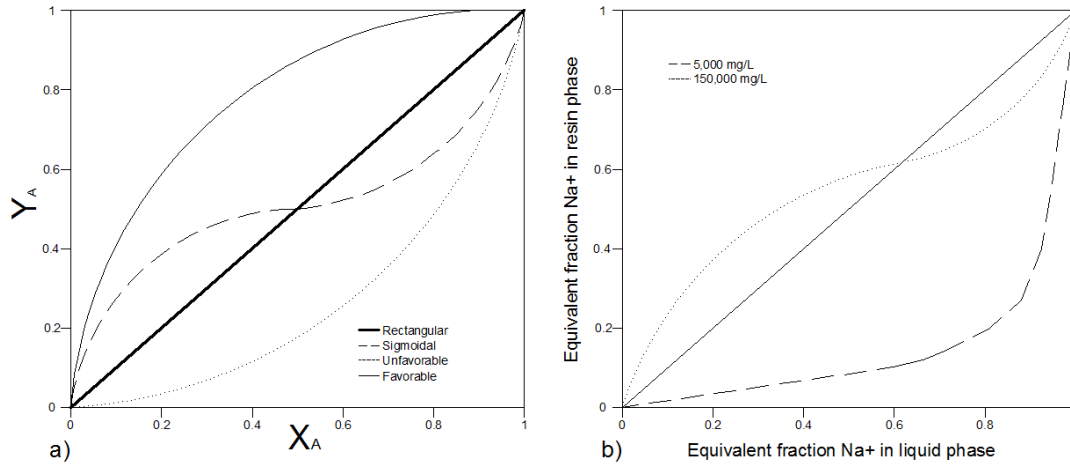 1
0.8
0.6
0.4
0.2
0
0
0.2
0.4
0.6
0.8
1
YA
XA
Rectangular
Sigmoidal
Unfavorable
Favorable
a)
1
0.8
0.6
0.4
0.2
0
0
0.2
0.4
0.6
0.8
Equivalent fraction Na+ in resin phase
5,000 mg/L
150,000 mg/L
Equivalent fraction Na+ in liquid phase
b)